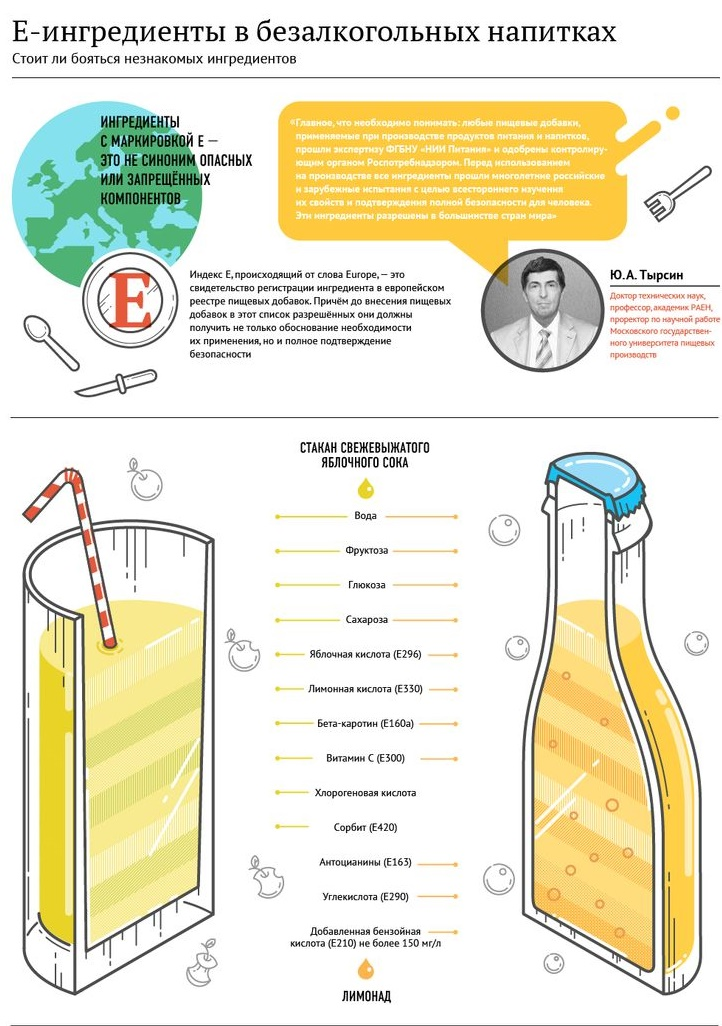 Е-ингредиенты в безалкогольных напитках
Стоит ли бояться незнакомых ингредиентов
ИНГРЕДИЕНТЫ
С МАРКИРОВКОЙ Е —
ЭТО НЕ СИНОНИМ ОПАСНЫХ
ИЛИ ЗАПРЕЩЁННЫХ
КОМПОНЕНТОВ
«Главное, что необходимо понимать: любые пищевые добавки,
применяемые при производстве продуктов питания и напитков,
прошли экспертизу ФГБНУ «НИИ Питания» и одобрены контролиру-
ющим органом Роспотребнадзором. Перед использованием
на производстве все ингредиенты прошли многолетние российские
и зарубежные испытания с целью всестороннего изучения
их свойств и подтверждения полной безопасности для человека.
Эти ингредиенты разрешены в большинстве стран мира»
Е
Индекс Е, происходящий от слова Europe, — это
свидетельство регистрации ингредиента в европейском
реестре пищевых добавок. Причём до внесения пищевых
добавок в этот список разрешённых они должны
получить не только обоснование необходимости
их применения, но и полное подтверждение
безопасности
Ю. А. Тырсин
Доктор технических наук,
профессор, академик РАЕН,
проректор по научной работе
Московского государствен-
ного университета пищевых
производств
СТАКАН СВЕЖЕВЫЖАТОГО
ЯБЛОЧНОГО СОКА
Вода
Фруктоза
Глюкоза
Сахароза
Яблочная кислота (Е296)
Лимонная кислота (Е330)
Бета-каротин (Е160а)
Витамин С (Е300)
Хлорогеновая кислота
Сорбит (Е420)
Антоцианины (Е163)
Углекислота (Е290)
Добавленная бензойная
кислота (Е210) не более 150 мг/л
ЛИМОНАД